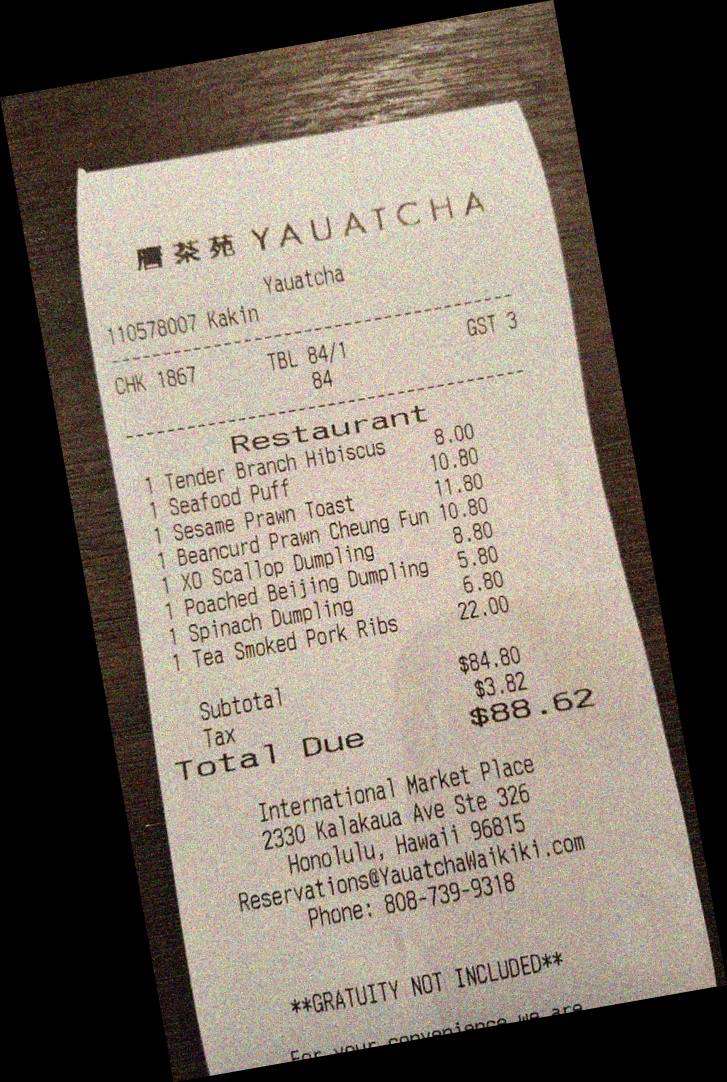 唐茶苑 YAUATCHA
Yauatcha
110578007 Kakin
CHK 1867 TBL 84/1 GST 3
84
Restaurant
1 Tender Branch Hibiscus 8.00
1 Seafood Puff 10.80
1 Sesame Prawn Toast 11.80
1 Beancurd Prawn Cheung Fun 10.80
1 XO Scallop Dumpling 8.80
1 Poached Beijing Dumpling 5.80
1 Spinach Dumpling 6.80
1 Tea Smoked Pork Ribs 22.00
Subtotal $84.80
Tax $3.82
Total Due $88.62
International Market Place
2330 Kalakaua Ave Ste 326
Honolulu, Hawaii 96815
Reservations@YauatchaWaikiki.com
Phone: 808-739-9318
**GRATUITY NOT INCLUDED**
For your convenience we are